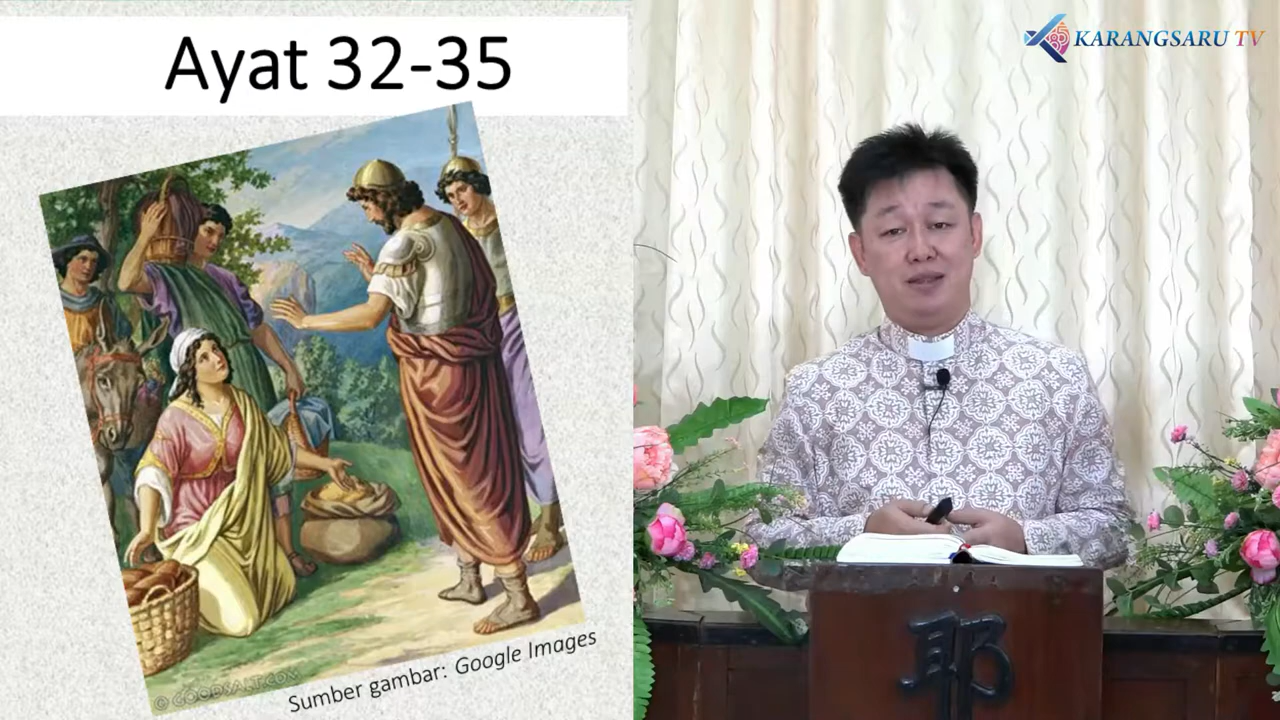 Ayat 32-35
© GOODSALT.COM
Sumber gambar: Google Images
KARANGSARU TV
耶